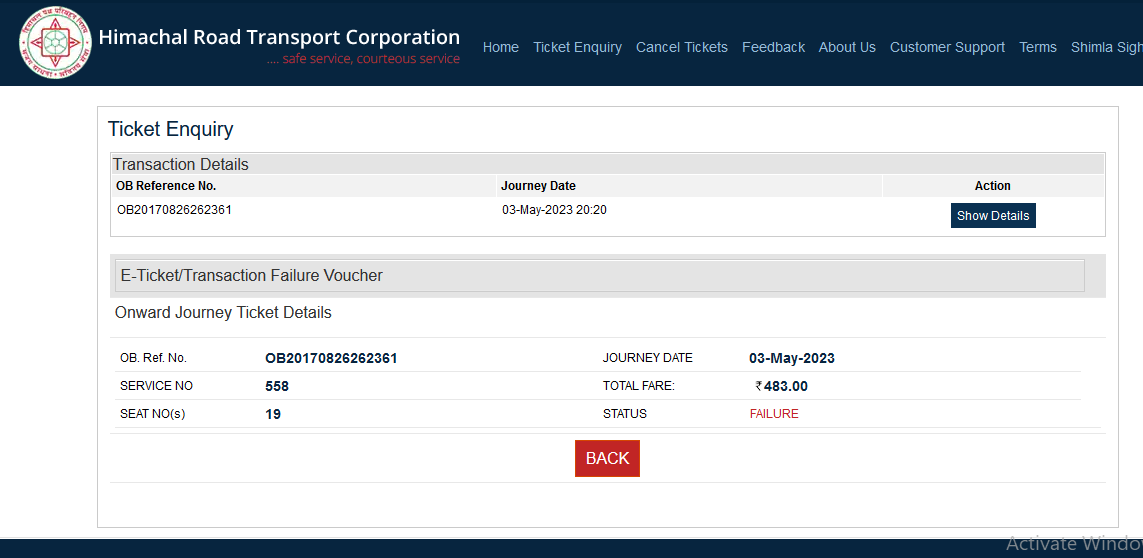 Himachal Road Transport Corporation
.... safe service, courteous service
Home Ticket Enquiry Cancel Tickets Feedback About Us Customer Support Terms Shimla Sigh
Ticket Enquiry
Transaction Details
OB Reference No. Journey Date Action
OB20170826262361 03-May-2023 20:20 Show Details
E-Ticket/Transaction Failure Voucher
Onward Journey Ticket Details
OB. Ref. No. OB20170826262361 JOURNEY DATE 03-May-2023
SERVICE NO 558 TOTAL FARE: ₹483.00
SEAT NO(s) 19 STATUS FAILURE
BACK
Activate Windo